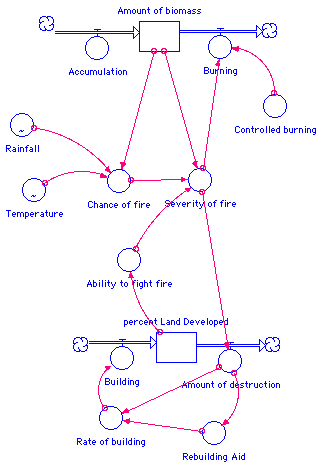 Amount of biomass
Accumulation
Burning
Controlled burning
Rainfall
Temperature
Chance of fire
Severity of fire
Ability to fight fire
percent Land Developed
Building
Amount of destruction
Rate of building
Rebuilding Aid